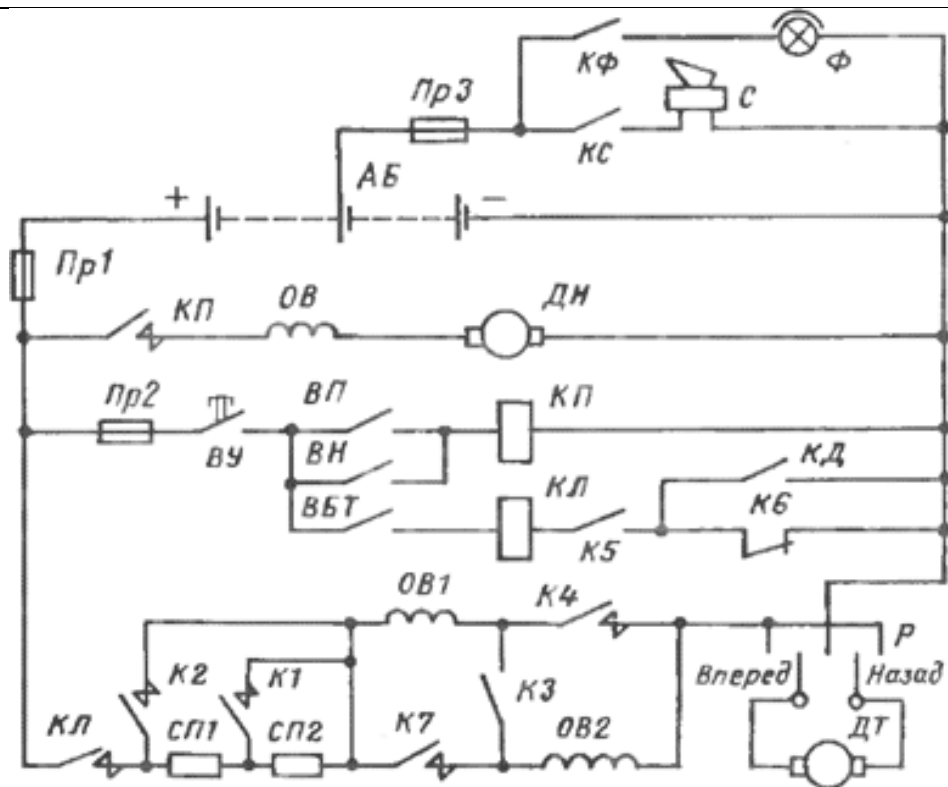 КФ Ф
Пр3 С
КС
АБ
+ −
Пр1
КП ОВ ДН
Пр2 ВП КП
ВУ ВН КД
ВБТ КЛ К6
К5
ОВ1 К4
Р
К2 К1 К3 Вперед Назад
КЛ СП1 СП2 К7 ОВ2 ДТ